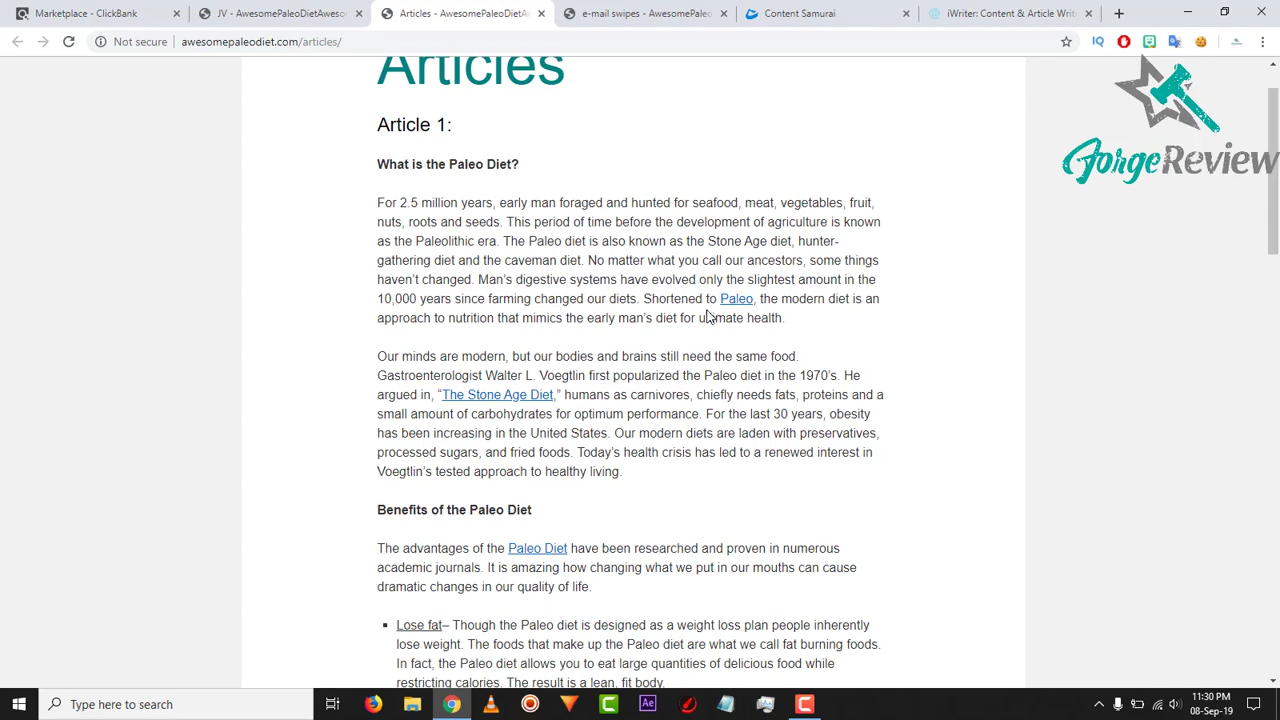 Marketplace - ClickBank
JV - AwesomePaleoDietAweso
Articles - AwesomePaleoDietA
e-mail swipes - AwesomePaleo
Content Samurai
iWriter: Content & Article Writ
Not secure
awesomepaleodiet.com/articles/
Articles
ForgeReview
Article 1:
What is the Paleo Diet?
For 2.5 million years, early man foraged and hunted for seafood, meat, vegetables, fruit,
nuts, roots and seeds. This period of time before the development of agriculture is known
as the Paleolithic era. The Paleo diet is also known as the Stone Age diet, hunter-
gathering diet and the caveman diet. No matter what you call our ancestors, some things
haven't changed. Man's digestive systems have evolved only the slightest amount in the
10,000 years since farming changed our diets. Shortened to Paleo, the modern diet is an
approach to nutrition that mimics the early man's diet for ultimate health.
Our minds are modern, but our bodies and brains still need the same food.
Gastroenterologist Walter L. Voegtlin first popularized the Paleo diet in the 1970's. He
argued in, “The Stone Age Diet,” humans as carnivores, chiefly needs fats, proteins and a
small amount of carbohydrates for optimum performance. For the last 30 years, obesity
has been increasing in the United States. Our modern diets are laden with preservatives,
processed sugars, and fried foods. Today's health crisis has led to a renewed interest in
Voegtlin's tested approach to healthy living.
Benefits of the Paleo Diet
The advantages of the Paleo Diet have been researched and proven in numerous
academic journals. It is amazing how changing what we put in our mouths can cause
dramatic changes in our quality of life.
Lose fat– Though the Paleo diet is designed as a weight loss plan people inherently
lose weight. The foods that make up the Paleo diet are what we call fat burning foods.
In fact, the Paleo diet allows you to eat large quantities of delicious food while
restricting calories. The result is a lean, fit body.
Type here to search
Ae
11:30 PM
08-Sep-19